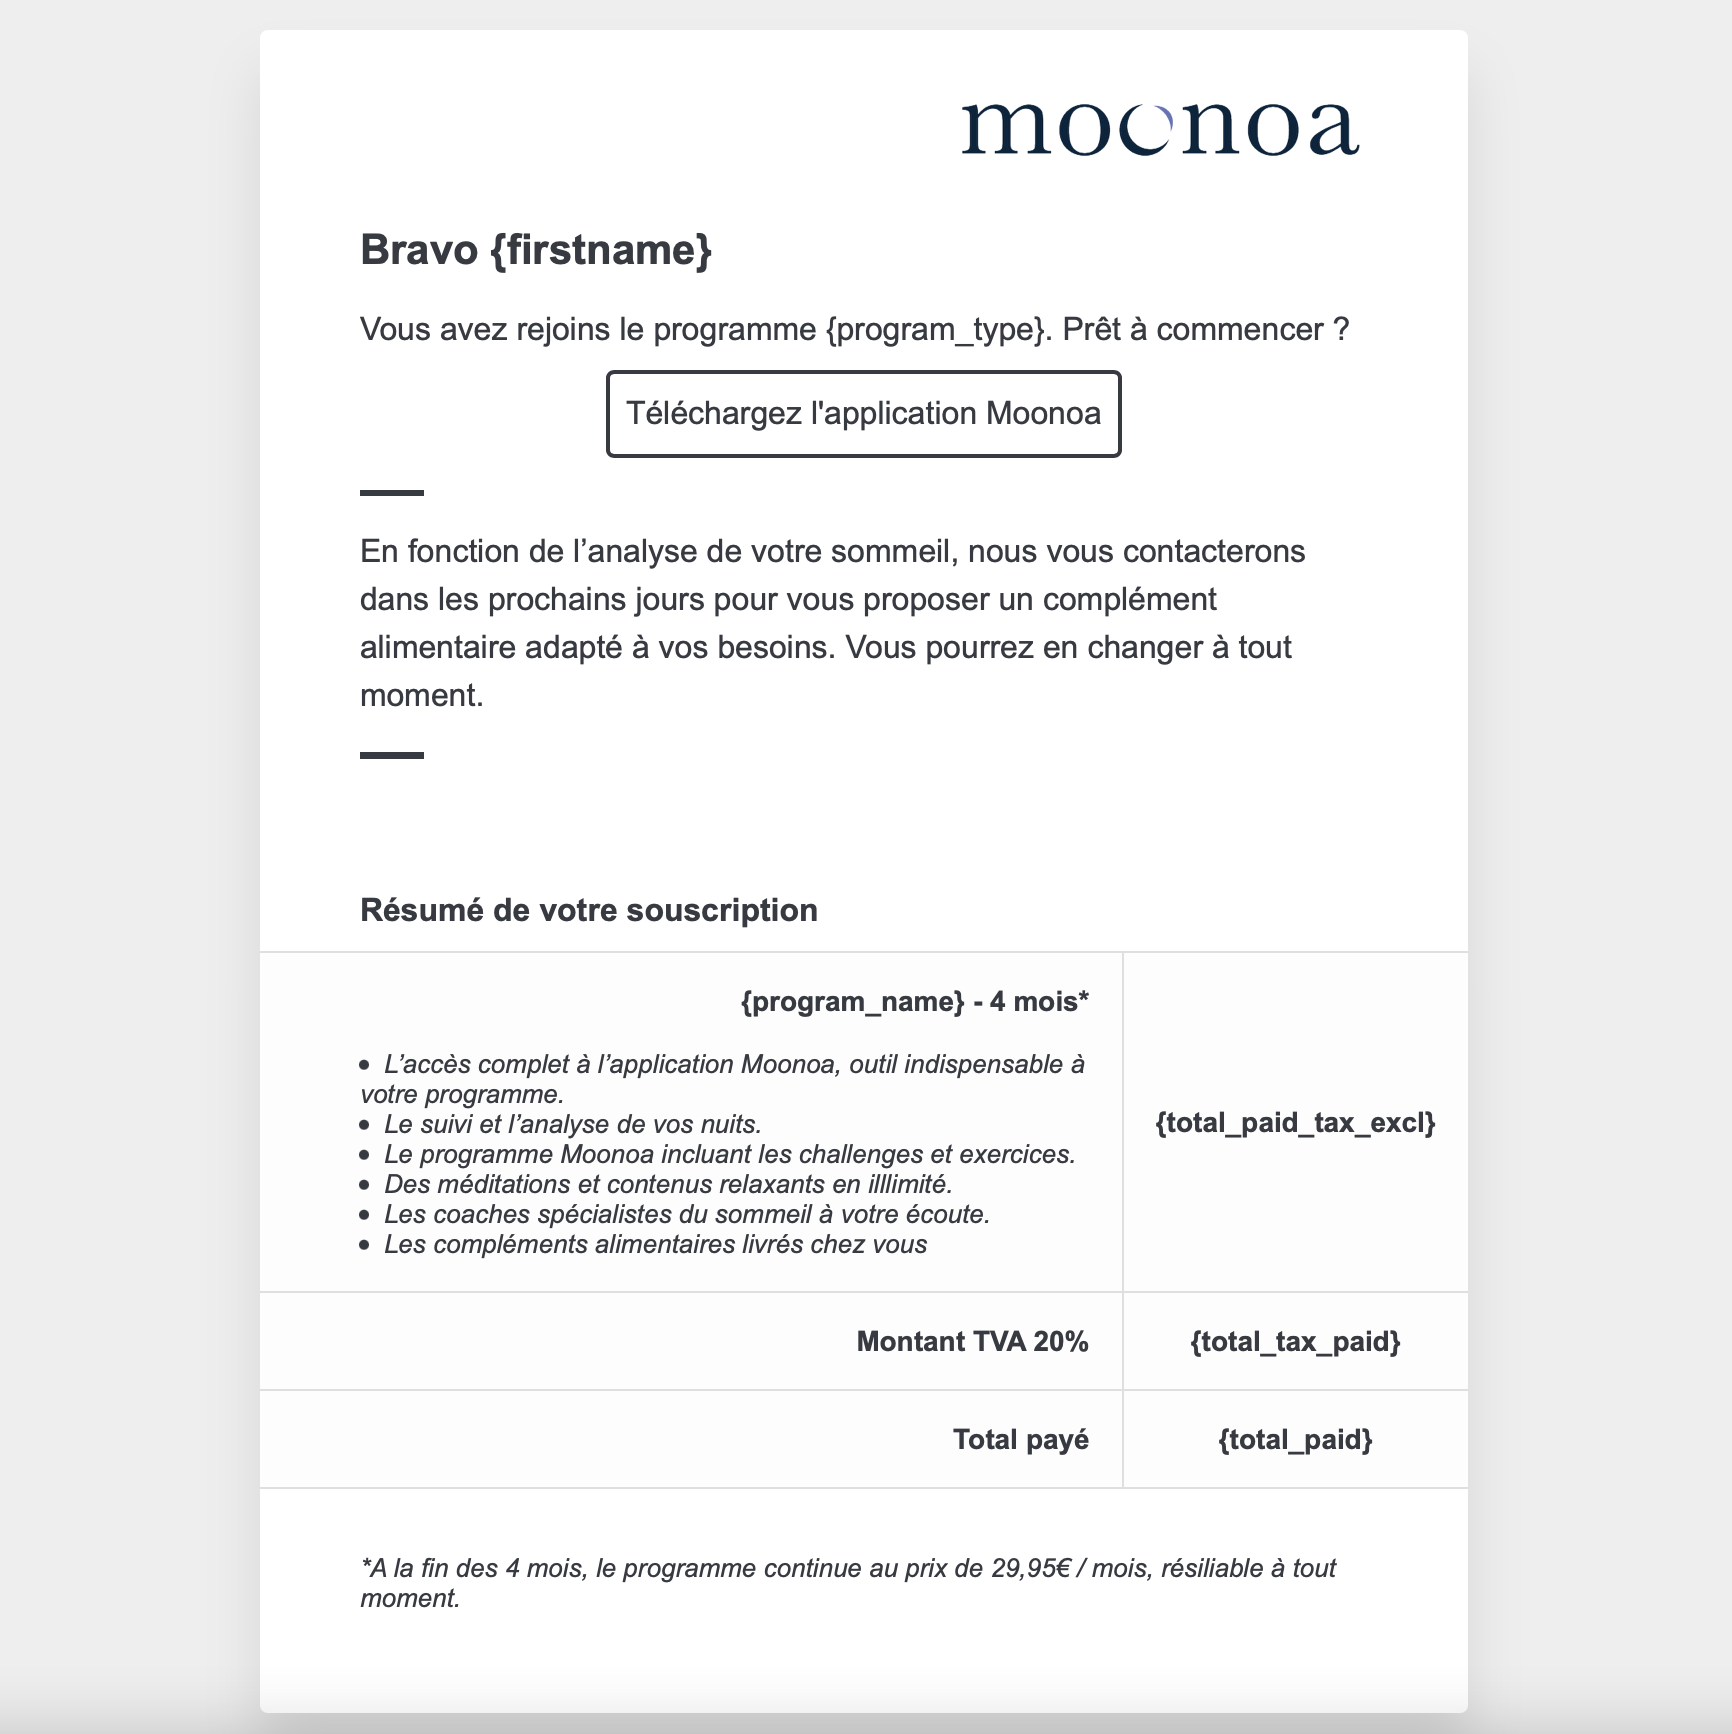 moonoa
Bravo {firstname}
Vous avez rejoins le programme {program_type}. Prêt à commencer ?
Téléchargez l'application Moonoa
En fonction de l’analyse de votre sommeil, nous vous contacterons
dans les prochains jours pour vous proposer un complément
alimentaire adapté à vos besoins. Vous pourrez en changer à tout
moment.
Résumé de votre souscription
{program_name} - 4 mois*
• L’accès complet à l’application Moonoa, outil indispensable à
votre programme.
• Le suivi et l’analyse de vos nuits.
• Le programme Moonoa incluant les challenges et exercices.
• Des méditations et contenus relaxants en illlimité.
• Les coaches spécialistes du sommeil à votre écoute.
• Les compléments alimentaires livrés chez vous
{total_paid_tax_excl}
Montant TVA 20%
{total_tax_paid}
Total payé
{total_paid}
*A la fin des 4 mois, le programme continue au prix de 29,95€ / mois, résiliable à tout
moment.